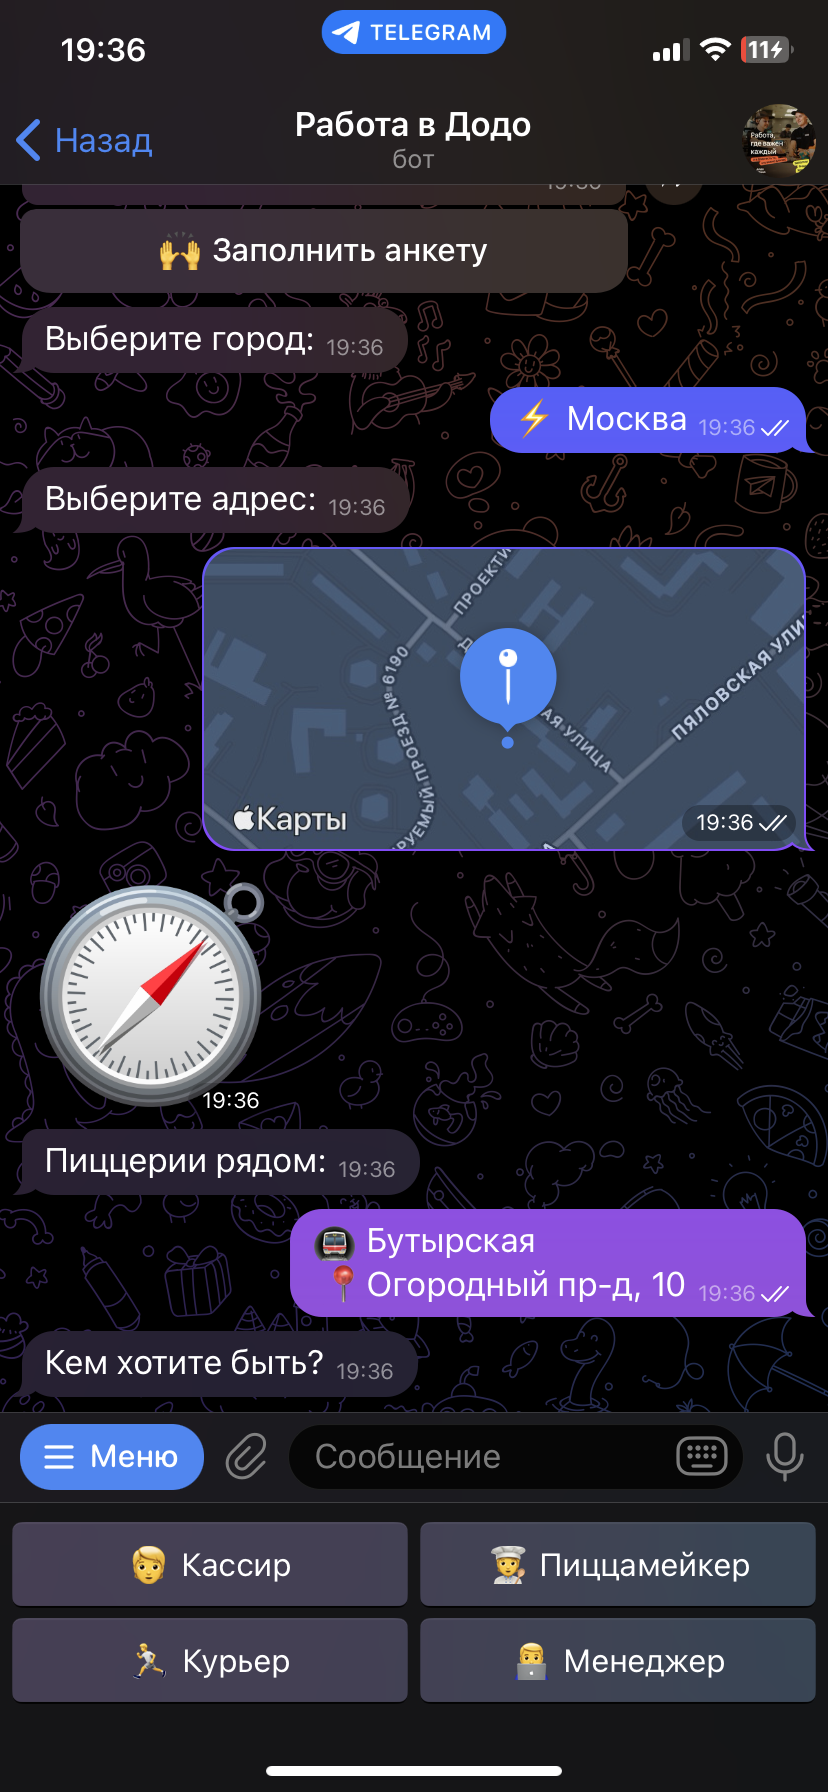 19:36
TELEGRAM
11
Назад
Работа в Додо
бот
Работа,
где важен
каждый
Заполнить анкету
Выберите город: 19:36
Москва 19:36
Выберите адрес: 19:36
ПРОЕКТИ
6190
ПРОЕЗД №
РУЕМЫЙ
АЯ УЛИЦА
ПЯЛОВСКАЯ УЛИ
Карты
19:36
19:36
Пиццерии рядом: 19:36
Бутырская
Огородный пр-д, 10 19:36
Кем хотите быть? 19:36
Меню
Сообщение
Кассир
Пиццамейкер
Курьер
Менеджер